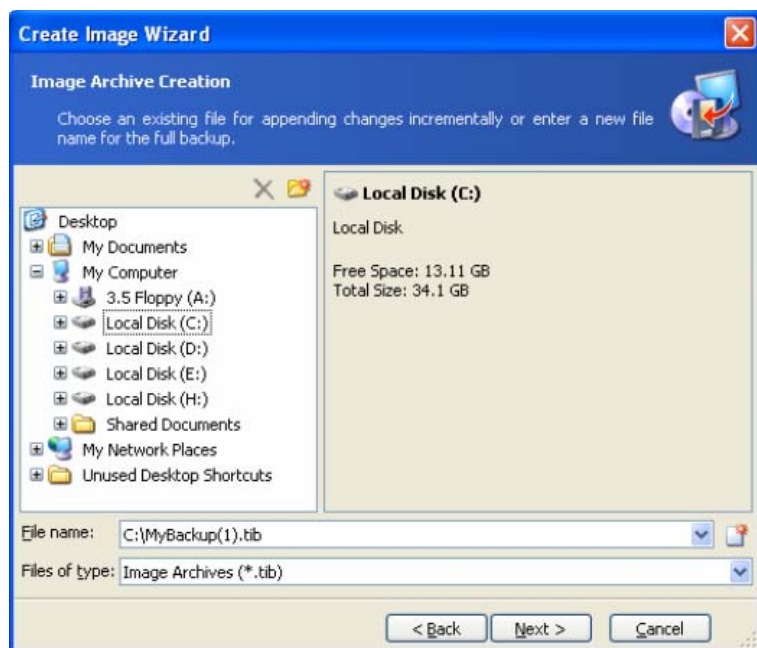 Create Image Wizard
Image Archive Creation
Choose an existing file for appending changes incrementally or enter a new file
name for the full backup.
Desktop
My Documents
My Computer
3.5 Floppy (A:)
Local Disk (C:)
Local Disk (D:)
Local Disk (E:)
Local Disk (H:)
Shared Documents
My Network Places
Unused Desktop Shortcuts
Local Disk (C:)
Local Disk
Free Space: 13.11 GB
Total Size: 34.1 GB
File name: C:\MyBackup(1).tib
Files of type: Image Archives (*.tib)
< Back Next > Cancel